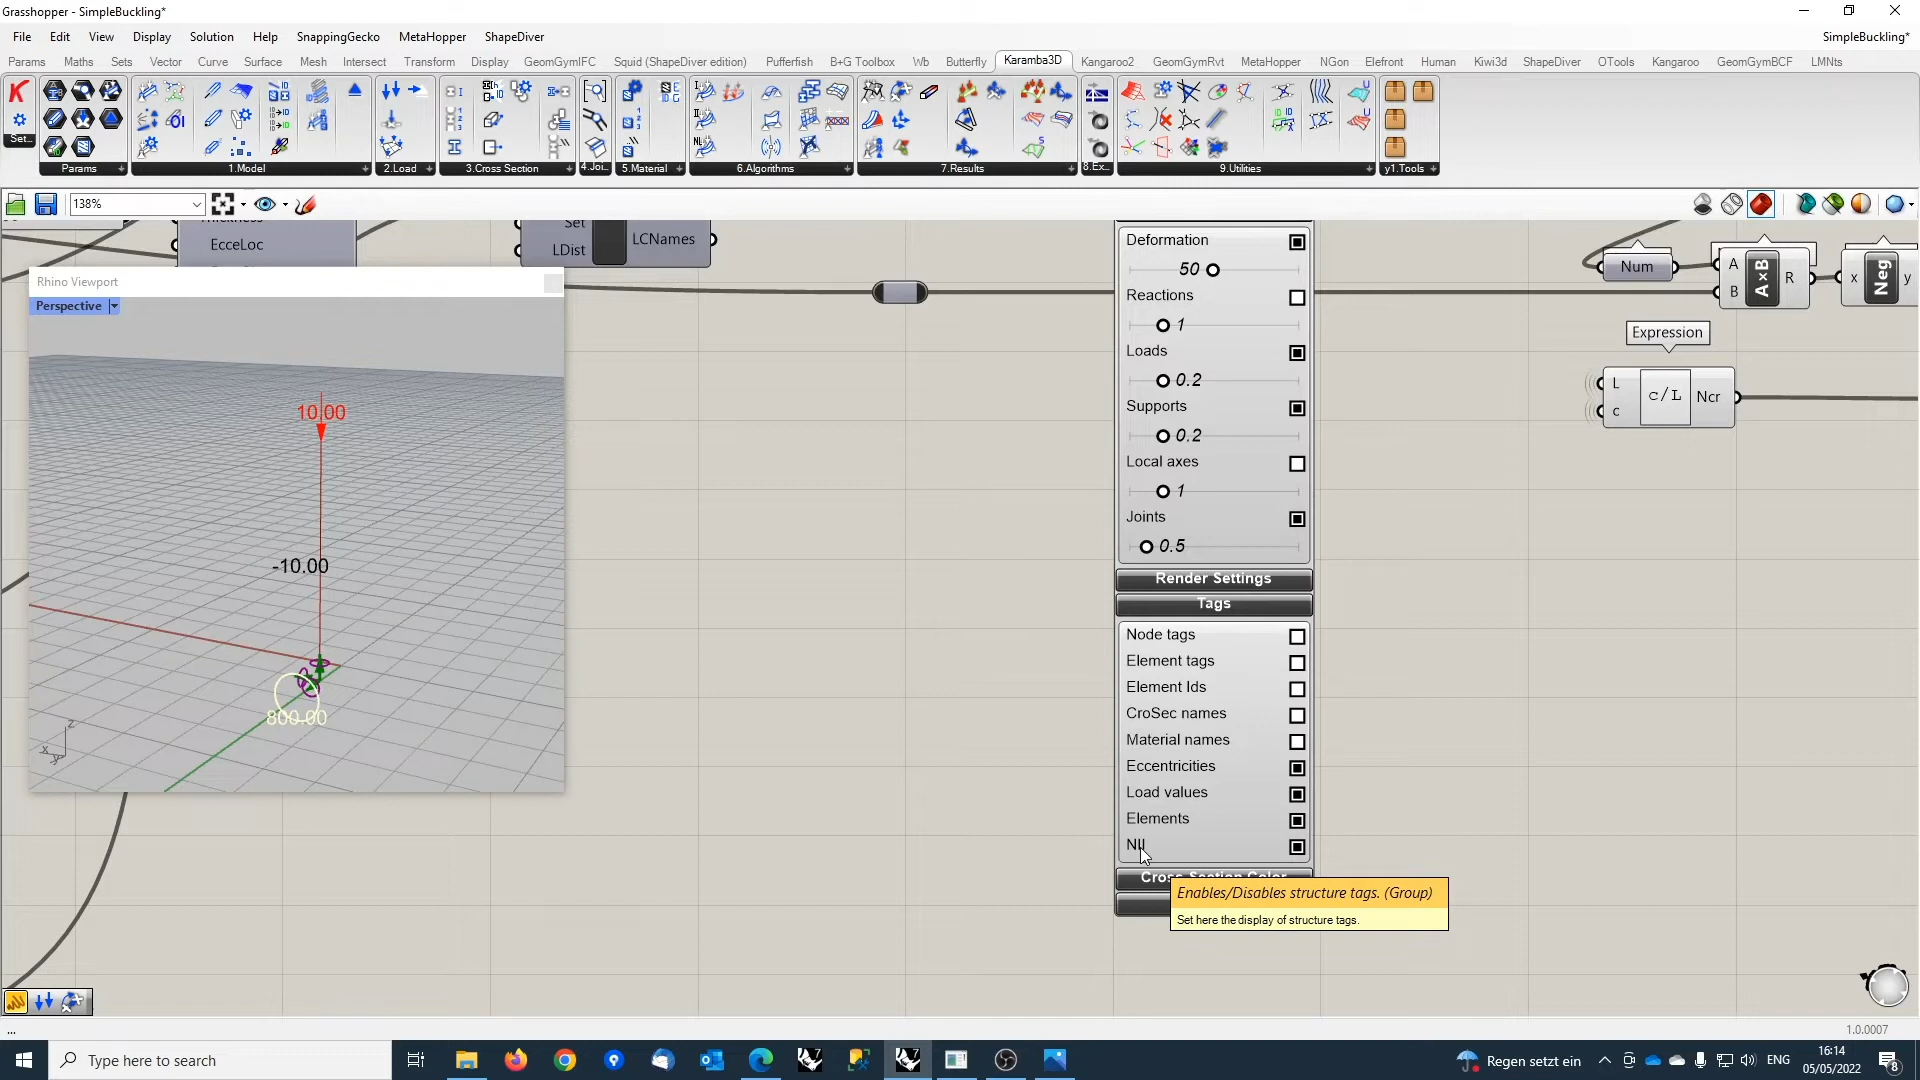 Grasshopper - SimpleBuckling*
File Edit View Display Solution Help SnappingGecko MetaHopper ShapeDiver SimpleBuckling*
Params Maths Sets Vector Curve Surface Mesh Intersect Transform Display GeomGymIFC Squid (ShapeDiver edition) Pufferfish B+G Toolbox Wb Butterfly Karamba3D Kangaroo2 GeomGymRvt MetaHopper NGon Elefront Human Kiwi3d ShapeDiver OTools Kangaroo GeomGymBCF LMNts
Set..
Params 1.Model 2.Load 3.Cross Section 4.Joi... 5.Material 6.Algorithms 7.Results 8.Ex... 9.Utilities y1.Tools
138%
EcceLoc
Set
LDist
LCNames
Rhino Viewport
Perspective
10.00
-10.00
800.00
z
x
y
Deformation
50
Reactions
1
Loads
0.2
Supports
0.2
Local axes
1
Joints
0.5
Render Settings
Tags
Node tags
Element tags
Element Ids
CroSec names
Material names
Eccentricities
Load values
Elements
NII
Cross Section Color
Enables/Disables structure tags. (Group)
Set here the display of structure tags.
Num
A
B
A×B
R
x
Neg
y
Expression
L
c
c/L
Ncr
...
1.0.0007
Type here to search
Regen setzt ein
ENG
16:14
05/05/2022
8